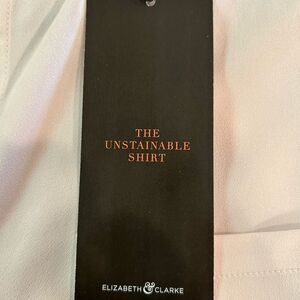 THE
UNSTAINABLE
SHIRT
ELIZABETH & CLARKE